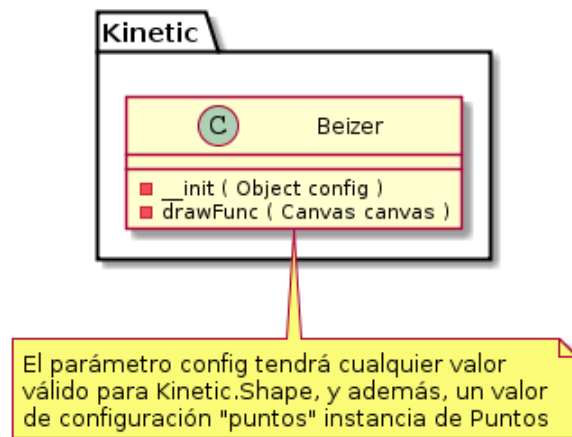 Kinetic
C Beizer
__init ( Object config )
drawFunc ( Canvas canvas )
El parámetro config tendrá cualquier valor
válido para Kinetic.Shape, y además, un valor
de configuración "puntos" instancia de Puntos